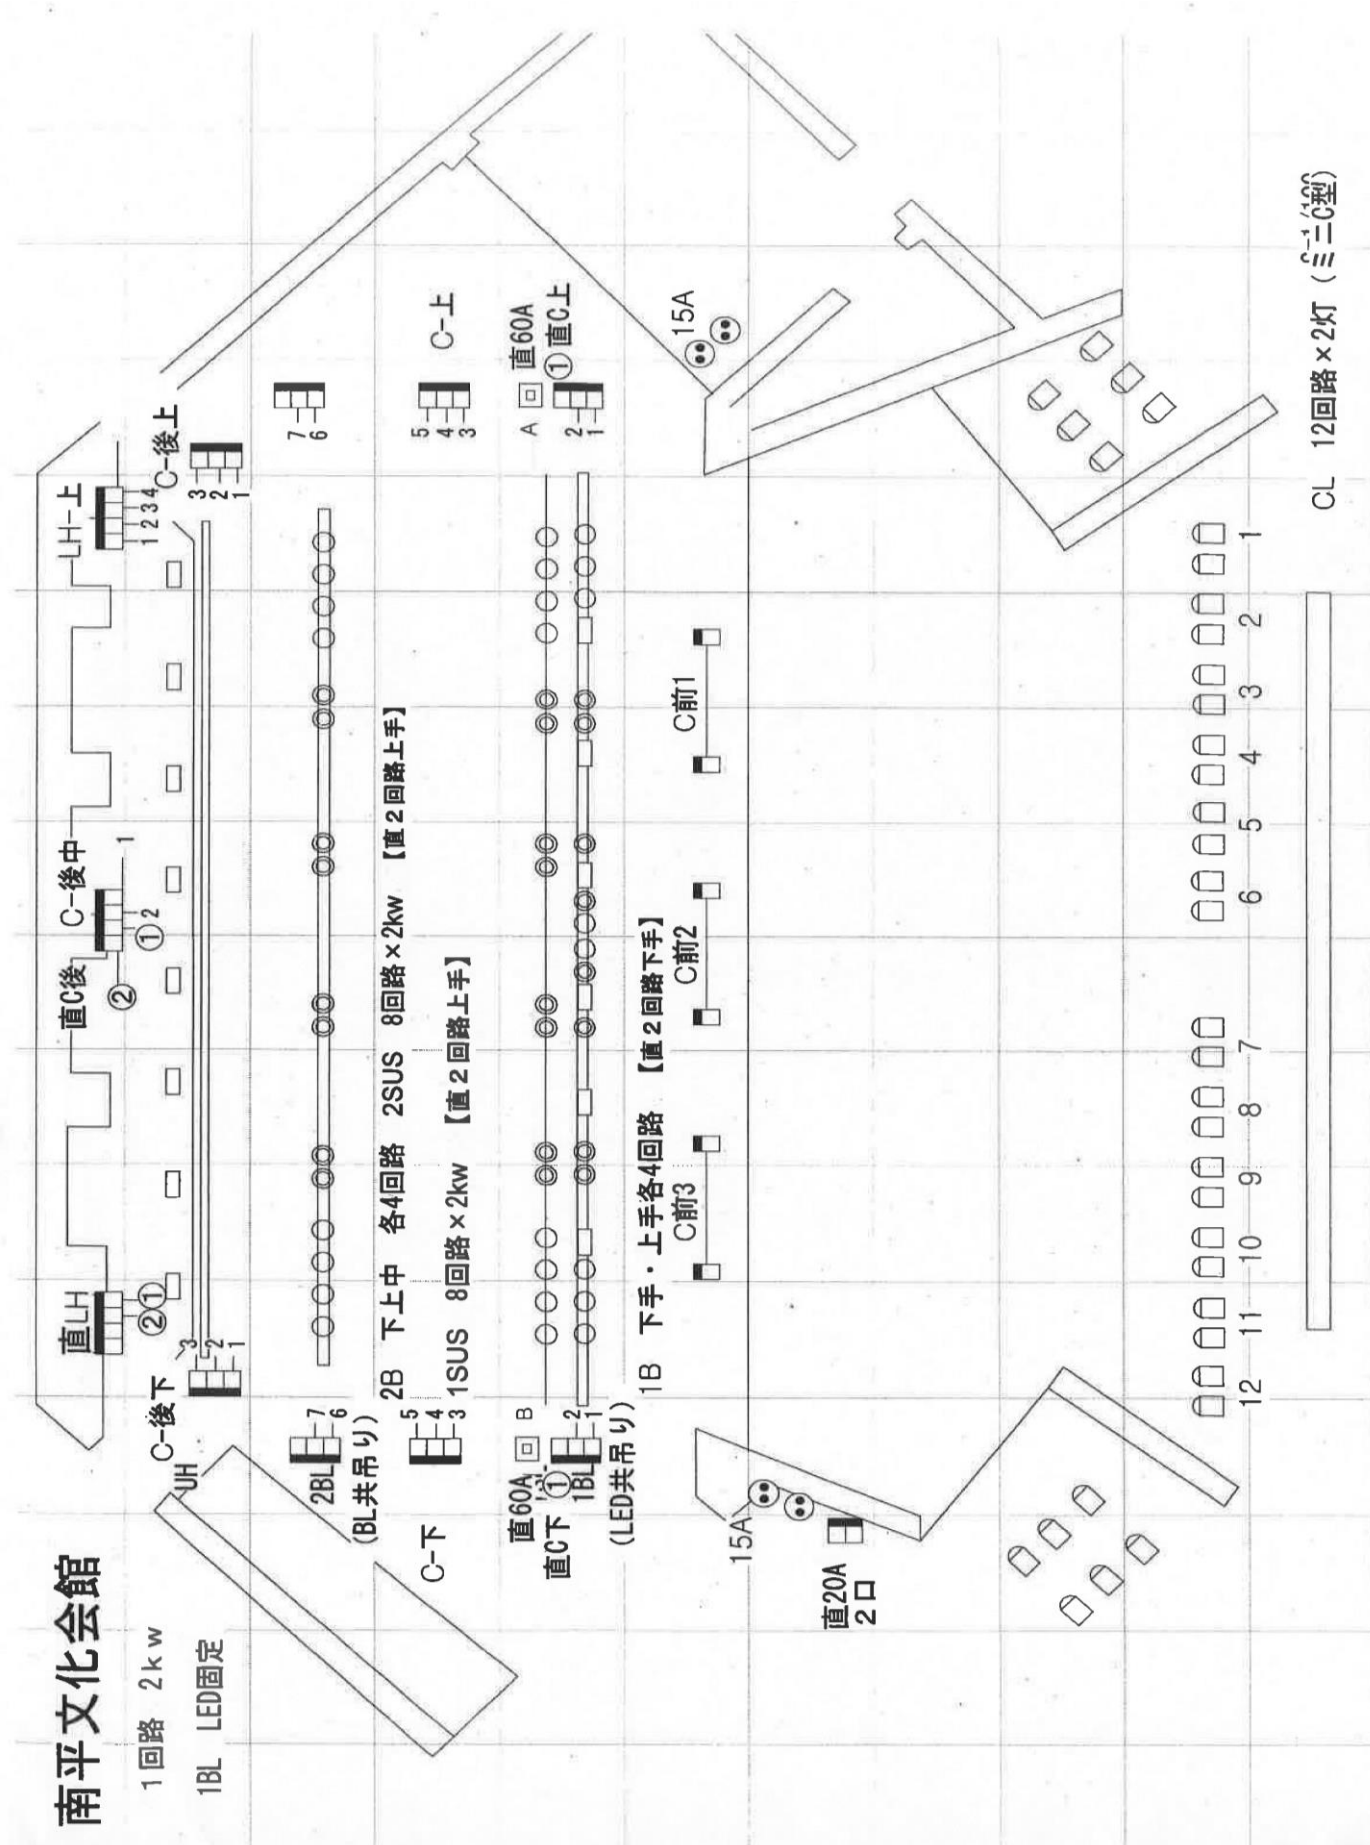 南平文化会館
1回路 2kw
1BL LED固定
直LH
②①
直C後
②
C-後中
①2
1
LH-上
1 2 3 4
C-後下
3
2
1
UH
C-後上
3
2
1
2BL
7
6
(BL共吊り)
7
6
2B 下上中 各4回路 2SUS 8回路×2kw 【直2回路上手】
C-下
5
4
3
1SUS 8回路×2kw 【直2回路上手】
C-上
5
4
3
直60A
B
直C下
①
1BL
2
1
(LED共吊り)
A
直60A
①直C上
2
1
1B 下手・上手各4回路 【直2回路下手】
C前3
C前2
C前1
15A
15A
直20A
2口
12 11 10 9 8 7 6 5 4 3 2 1
CL 12回路×2灯 (ミニC型)